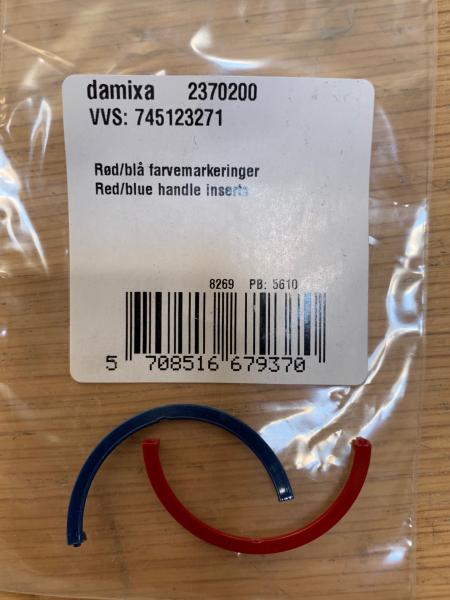 damixa 2370200
VVS: 745123271
Rød/blå farvemarkeringer
Red/blue handle inserts
8269 PB: 5610
5 708516 679370